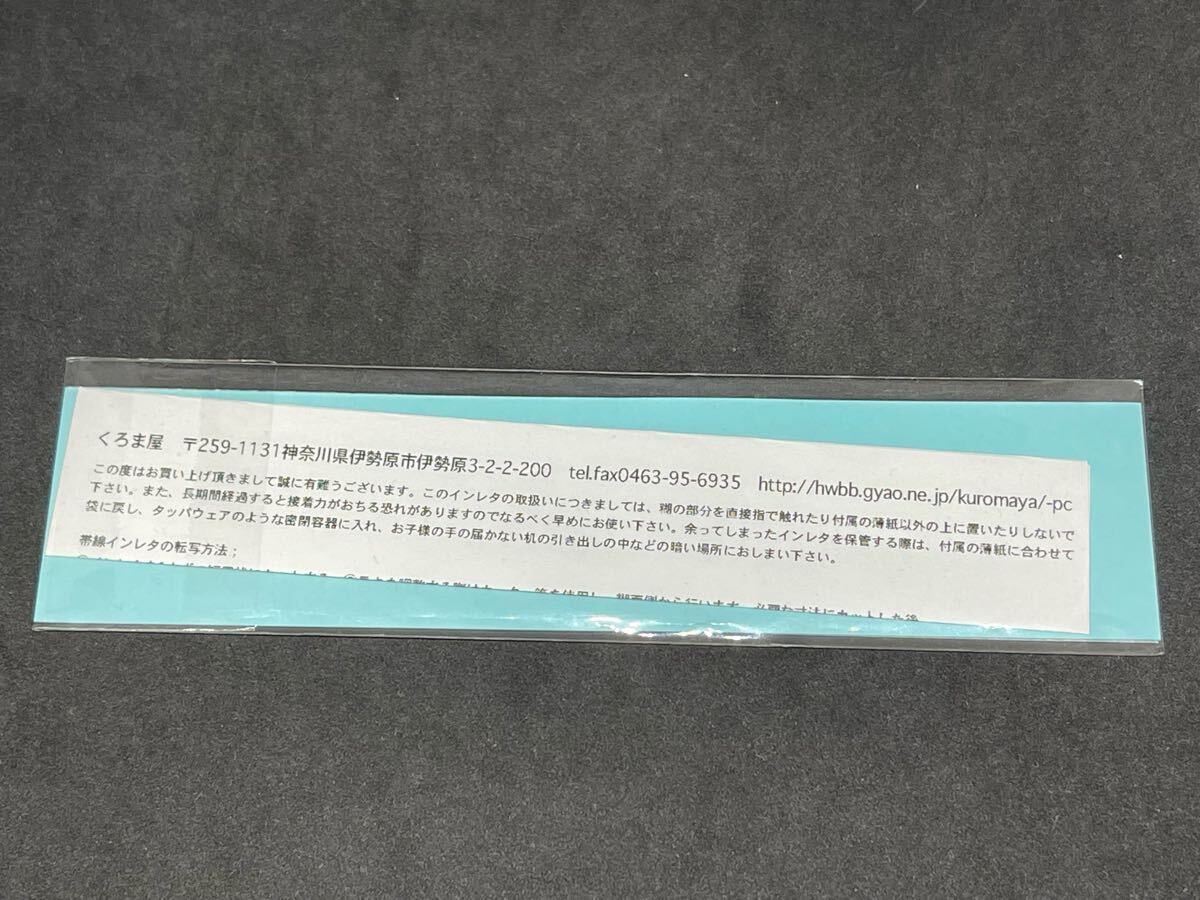 くろま屋　〒259-1131神奈川県伊勢原市伊勢原3-2-2-200　tel.fax0463-95-6935　http://hwbb.gyao.ne.jp/kuromaya/-pc
この度はお買い上げ頂きまして誠に有難うございます。このインレタの取扱いにつきましては、糊の部分を直接指で触れたり付属の薄紙以外の上に置いたりしないで
下さい。また、長期間経過すると接着力がおちる恐れがありますのでなるべく早めにお使い下さい。余ってしまったインレタを保管する際は、付属の薄紙に合わせて
袋に戻し、タッパウェアのような密閉容器に入れ、お子様の手の届かない机の引き出しの中などの暗い場所におしまい下さい。
帯線インレタの転写方法；